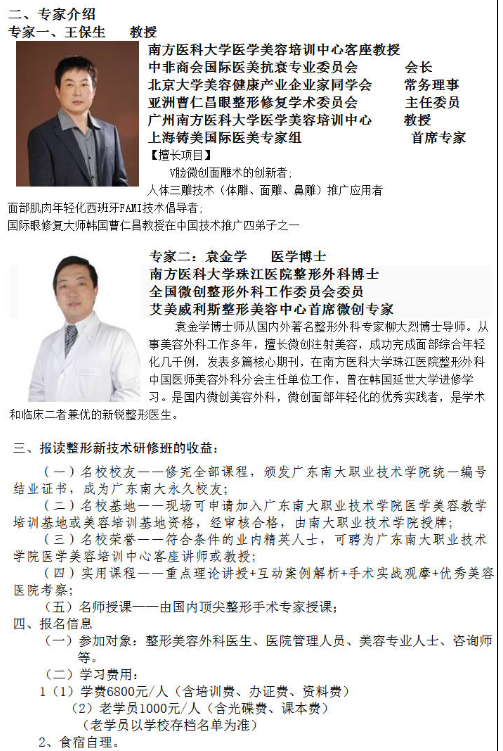 二、专家介绍
专家一、王保生 教授
南方医科大学医学美容培训中心客座教授
中非商会国际医美抗衰专业委员会 会长
北京大学美容健康产业企业家同学会 常务理事
亚洲曹仁昌眼整形修复学术委员会 主任委员
广州南方医科大学医学美容培训中心 教授
上海铸美国际医美专家组 首席专家
【擅长项目】
V脸微创面雕术的创新者;
人体三雕技术（体雕、面雕、鼻雕）推广应用者
面部肌肉年轻化西班牙FAMI技术倡导者;
国际眼修复大师韩国曹仁昌教授在中国技术推广四弟子之一
专家二：袁金学 医学博士
南方医科大学珠江医院整形外科博士
全国微创整形外科工作委员会委员
艾美威利斯整形美容中心首席微创专家
袁金学博士师从国内外著名整形外科专家柳大烈博士导师。从
事美容外科工作多年，擅长微创注射美容，成功完成面部综合年轻
化几千例，发表多篇核心期刊，在南方医科大学珠江医院整形外科
中国医师美容外科分会主任单位工作，曾在韩国延世大学进修学
习。是国内微创美容外科，微创面部年轻化的优秀实践者，是学术
和临床二者兼优的新锐整形医生。
三、报读整形新技术研修班的收益：
（一）名校校友——修完全部课程，颁发广东南大职业技术学院统一编号
结业证书，成为广东南大永久校友;
（二）名校基地——现场可申请加入广东南大职业技术学院医学美容教学
培训基地或美容培训基地资格，经审核合格，由南大职业技术学院授牌;
（三）名校荣誉——符合条件的业内精英人士，可聘为广东南大职业技术
学院医学美容培训中心客座讲师或教授;
（四）实用课程——重点理论讲授+互动案例解析+手术实战观摩+优秀美容
医院考察;
（五）名师授课——由国内顶尖整形手术专家授课;
四、报名信息
（一）参加对象：整形美容外科医生、医院管理人员、美容专业人士、咨询师
等。
（二）学习费用：
1（1）学费6800元/人（含培训费、办证费、资料费）
（2）老学员1000元/人（含光碟费、课本费）
（老学员以学校存档名单为准）
2、食宿自理。